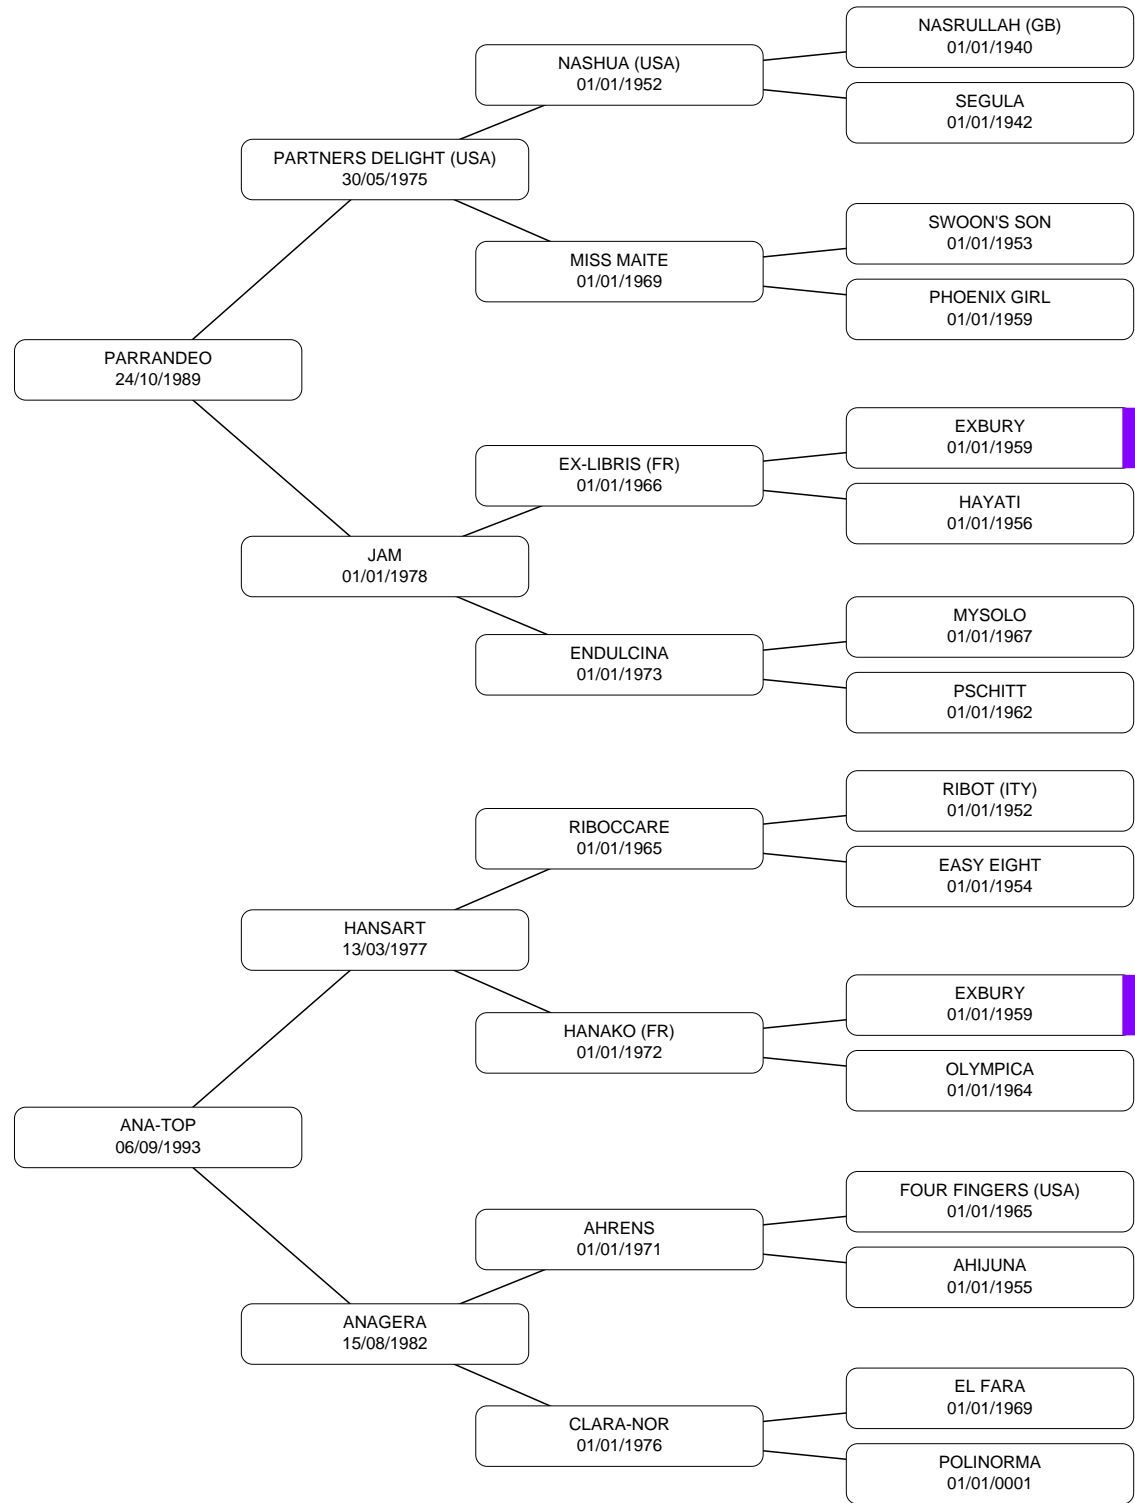 NASRULLAH (GB)
01/01/1940
NASHUA (USA)
01/01/1952
SEGULA
01/01/1942
PARTNERS DELIGHT (USA)
30/05/1975
SWOON'S SON
01/01/1953
MISS MAITE
01/01/1969
PHOENIX GIRL
01/01/1959
PARRANDEO
24/10/1989
EXBURY
01/01/1959
EX-LIBRIS (FR)
01/01/1966
HAYATI
01/01/1956
JAM
01/01/1978
MYSOLO
01/01/1967
ENDULCINA
01/01/1973
PSCHITT
01/01/1962
RIBOT (ITY)
01/01/1952
RIBOCCARE
01/01/1965
EASY EIGHT
01/01/1954
HANSART
13/03/1977
EXBURY
01/01/1959
HANAKO (FR)
01/01/1972
OLYMPICA
01/01/1964
ANA-TOP
06/09/1993
FOUR FINGERS (USA)
01/01/1965
AHRENS
01/01/1971
AHIJUNA
01/01/1955
ANAGERA
15/08/1982
EL FARA
01/01/1969
CLARA-NOR
01/01/1976
POLINORMA
01/01/0001